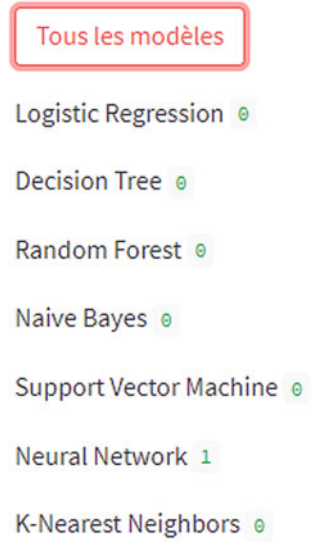 Tous les modèles
Logistic Regression 0
Decision Tree 0
Random Forest 0
Naive Bayes 0
Support Vector Machine 0
Neural Network 1
K-Nearest Neighbors 0